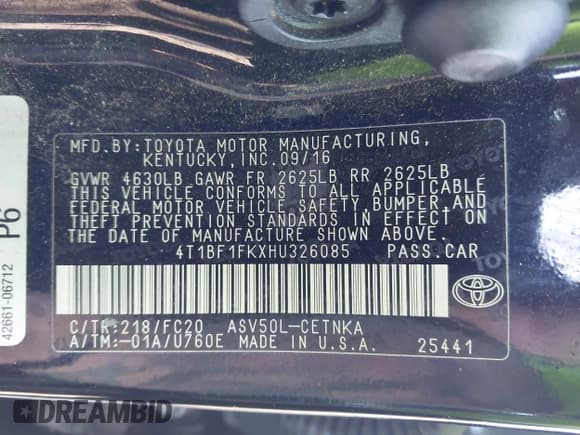 MFD.BY:TOYOTA MOTOR MANUFACTURING,
KENTUCKY, INC.09/16
GVWR 4630LB GAWR FR 2625LB RR 2625LB
THIS VEHICLE CONFORMS TO ALL APPLICABLE
FEDERAL MOTOR VEHICLE SAFETY, BUMPER,AND
THEFT PREVENTION STANDARDS IN EFFECT ON
THE DATE OF MANUFACTURE SHOWN ABOVE.
4T1BF1FKXHU326085 PASS.CAR
C/TR:218/FC20 ASV50L-CETNKA
A/TM:-01A/U760E MADE IN U.S.A. 25441
P6
42661-06712
DREAMBID